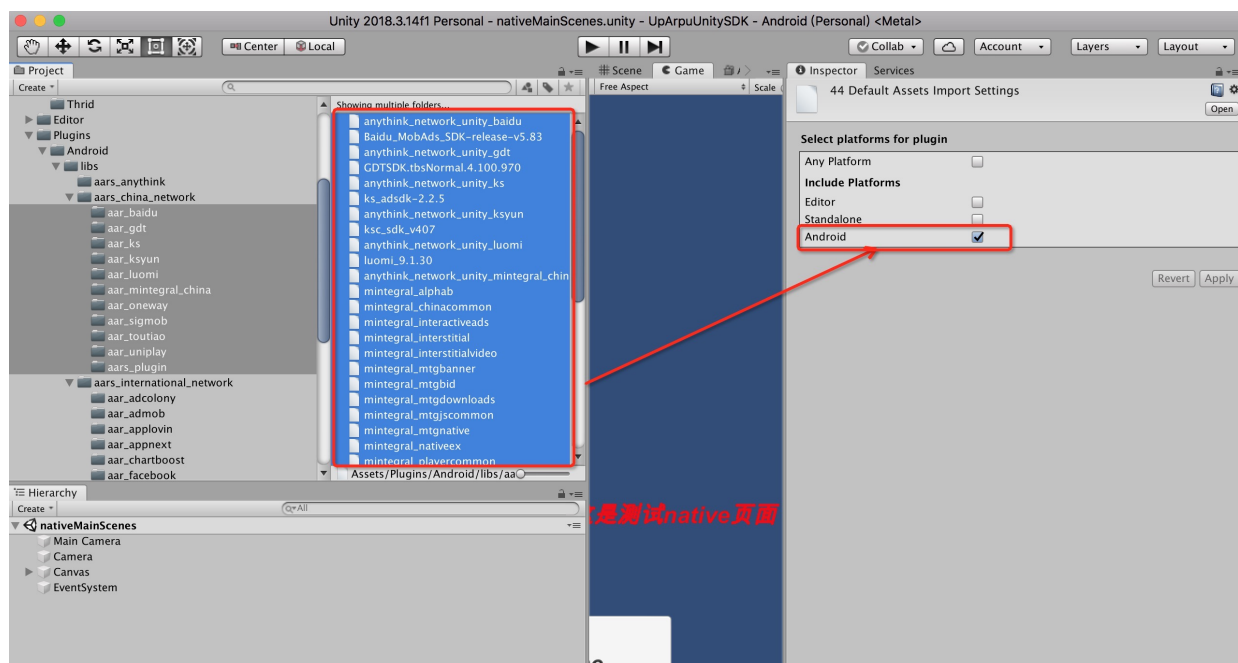 Unity 2018.3.14f1 Personal - nativeMainScenes.unity - UpArpuUnitySDK - Android (Personal) <Metal>
Center Local Collab Account Layers Layout
Project
Create
Thrid
Editor
Plugins
Android
libs
aars_anythink
aars_china_network
aar_baidu
aar_gdt
aar_ks
aar_ksyun
aar_luomi
aar_mintegral_china
aar_oneway
aar_sigmob
aar_toutiao
aar_uniplay
aars_plugin
aars_international_network
aar_adcolony
aar_admob
aar_applovin
aar_appnext
aar_chartboost
aar_facebook
Showing multiple folders...
anythink_network_unity_baidu
Baidu_MobAds_SDK-release-v5.83
anythink_network_unity_gdt
GDTSDK.tbsNormal.4.100.970
anythink_network_unity_ks
ks_adsdk-2.2.5
anythink_network_unity_ksyun
ksc_sdk_v407
anythink_network_unity_luomi
luomi_9.1.30
anythink_network_unity_mintegral_chin
mintegral_alphab
mintegral_chinacommon
mintegral_interactiveads
mintegral_interstitial
mintegral_interstitialvideo
mintegral_mtgbanner
mintegral_mtgbid
mintegral_mtgdownloads
mintegral_mtgjscommon
mintegral_mtgnative
mintegral_nativeex
mintegral_playercommon
Assets/Plugins/Android/libs/aa
Hierarchy
Create All
nativeMainScenes
Main Camera
Camera
Canvas
EventSystem
Scene Game
Free Aspect Scale
是测试native页面
Inspector Services
44 Default Assets Import Settings
Open
Select platforms for plugin
Any Platform
Include Platforms
Editor
Standalone
Android
Revert Apply